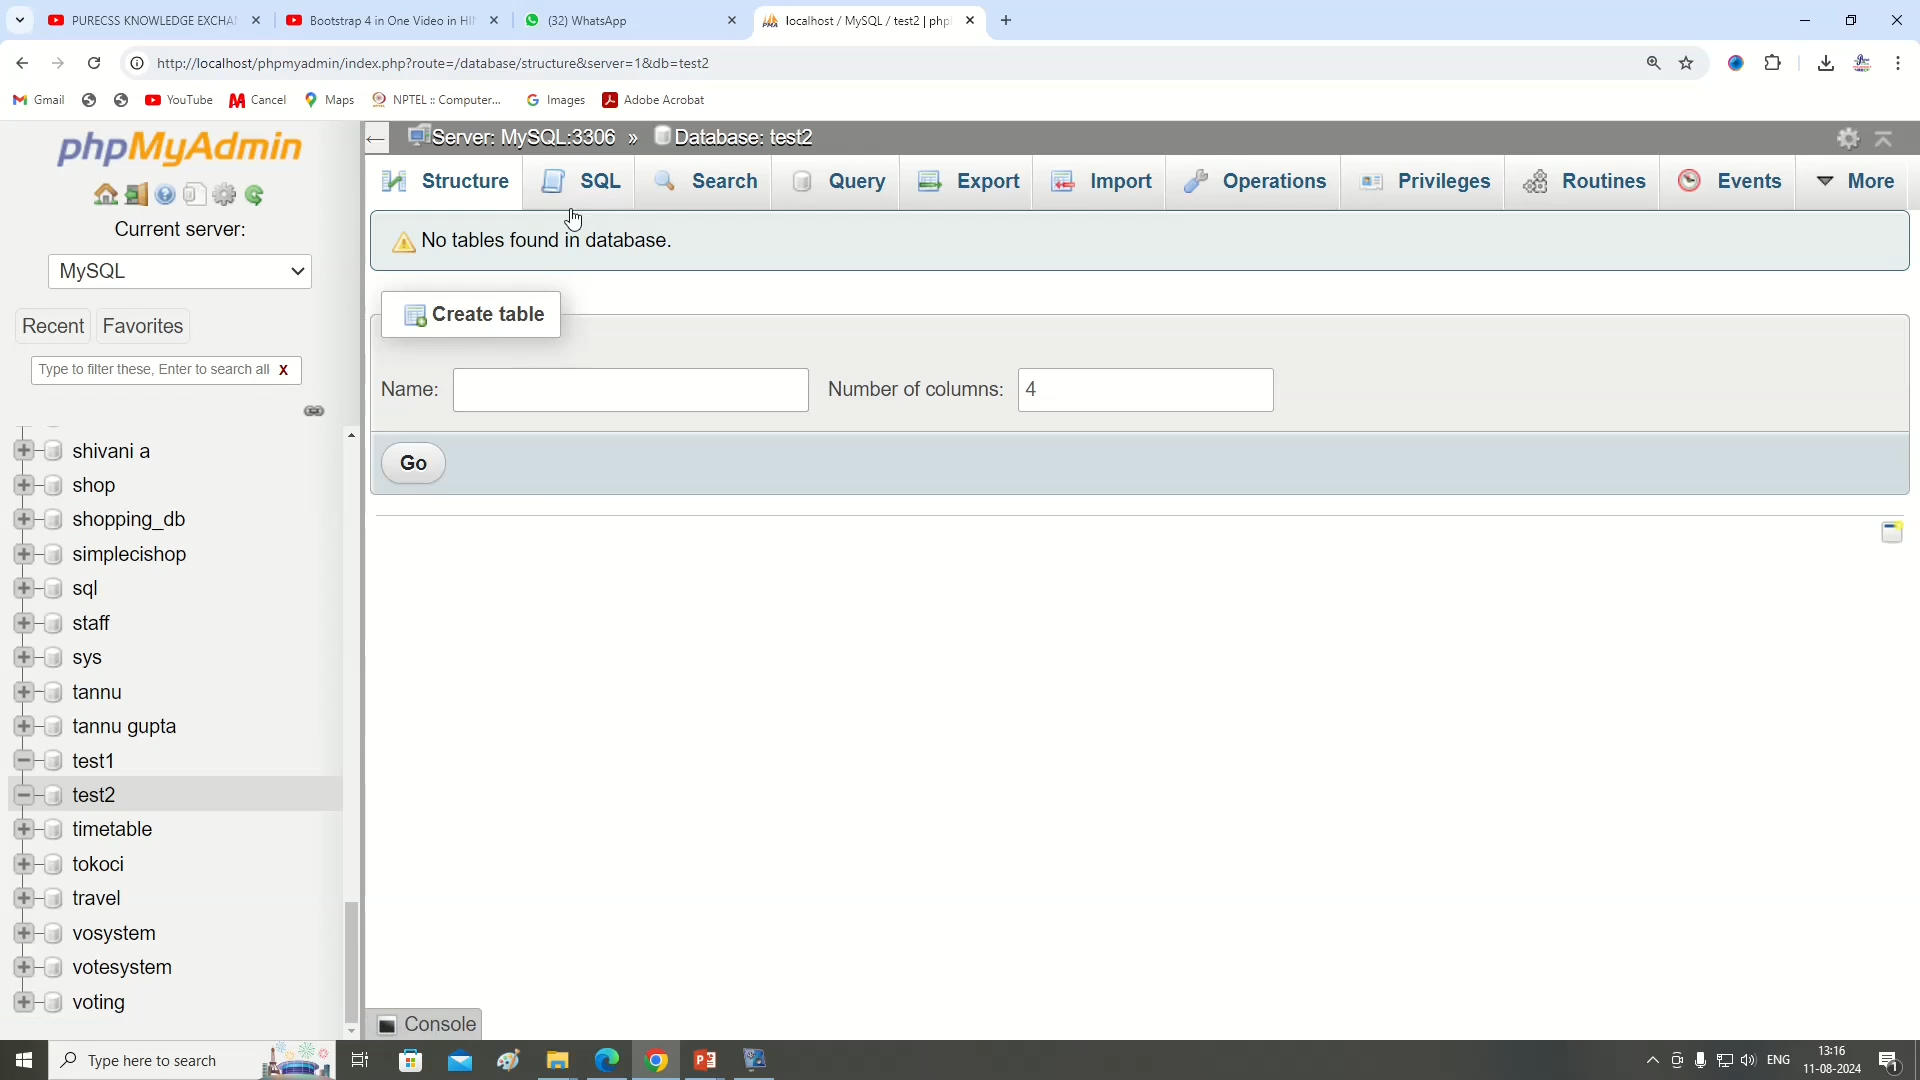 PURECSS KNOWLEDGE EXCHA
Bootstrap 4 in One Video in HI
(32) WhatsApp
localhost / MySQL / test2 | php
http://localhost/phpmyadmin/index.php?route=/database/structure&server=1&db=test2
Gmail
YouTube
Cancel
Maps
NPTEL :: Computer...
Images
Adobe Acrobat
phpMyAdmin
Current server:
MySQL
Recent
Favorites
Type to filter these, Enter to search all
X
shivani a
shop
shopping_db
simplecishop
sql
staff
sys
tannu
tannu gupta
test1
test2
timetable
tokoci
travel
vosystem
votesystem
voting
Server: MySQL:3306 » Database: test2
Structure
SQL
Search
Query
Export
Import
Operations
Privileges
Routines
Events
More
No tables found in database.
Create table
Name:
Number of columns:
4
Go
Console
Type here to search
ENG
13:16
11-08-2024
1